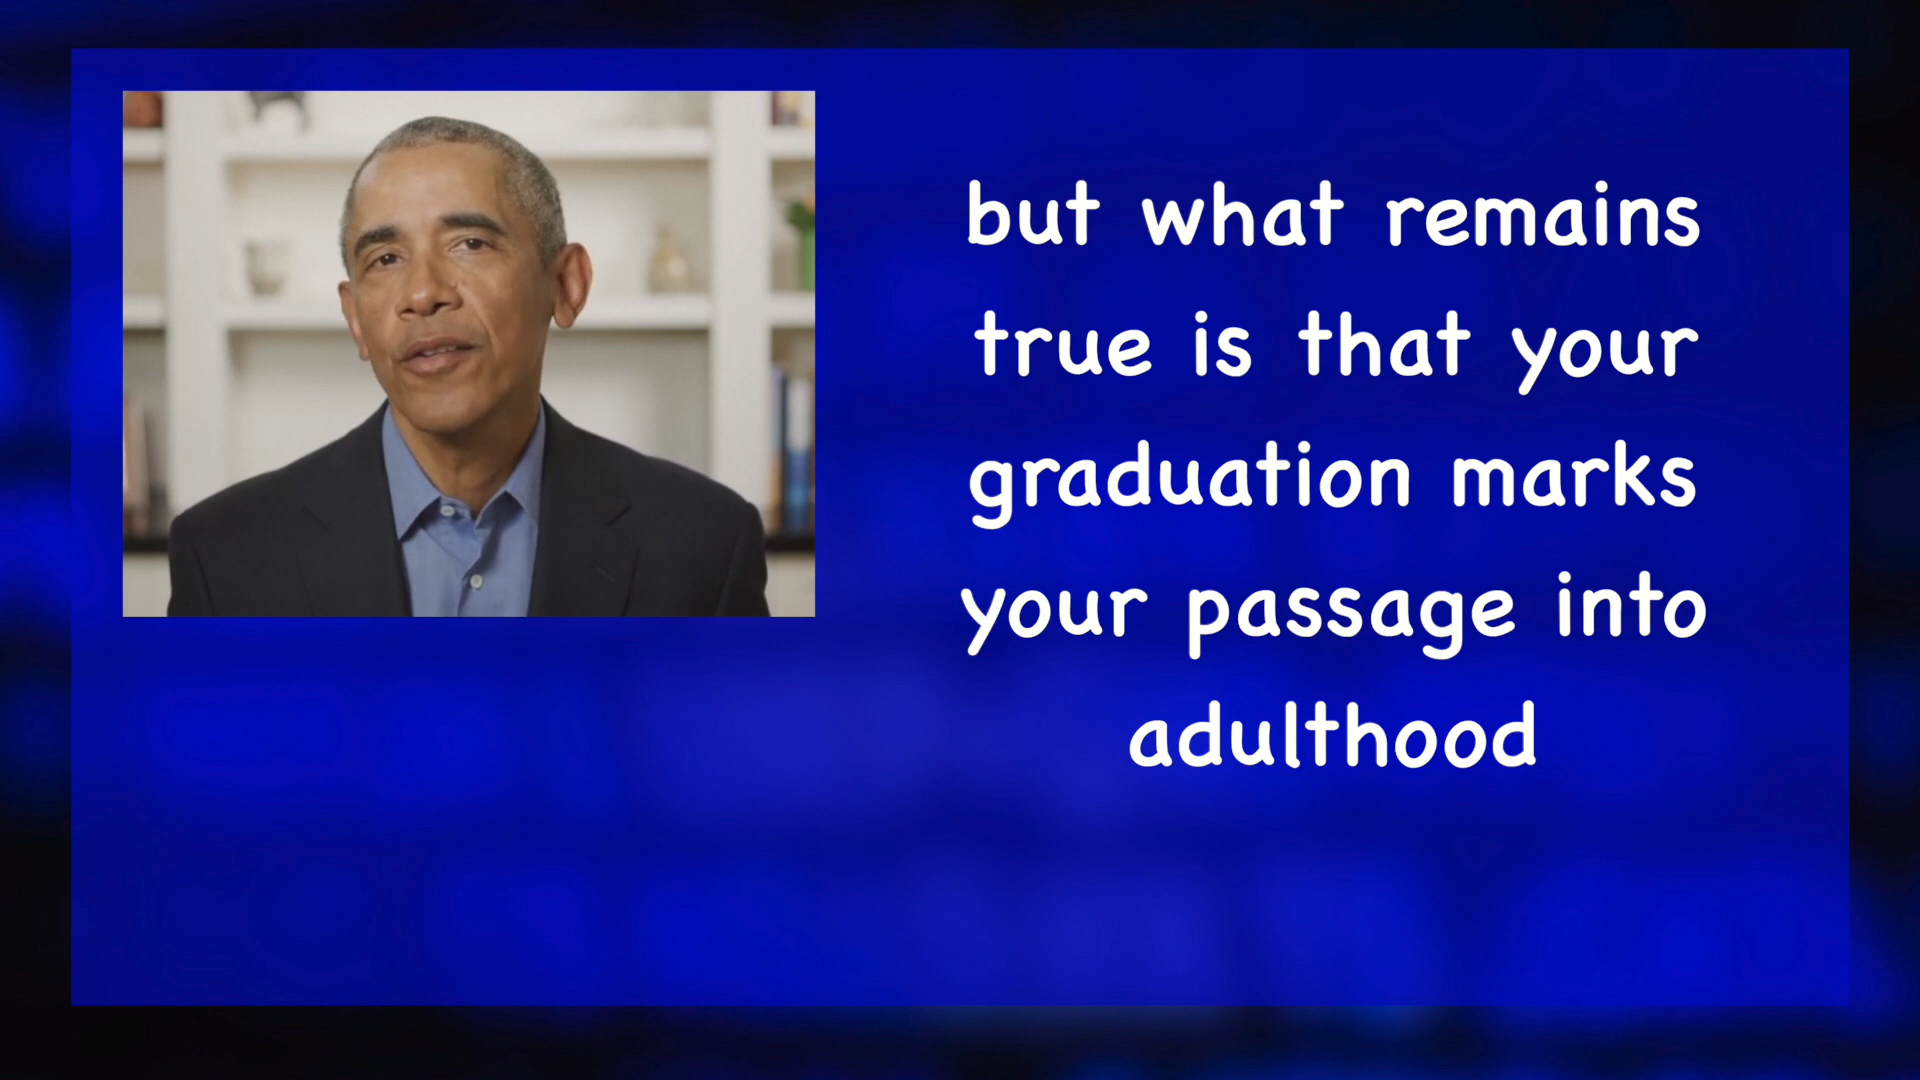 but what remains
true is that your
graduation marks
your passage into
adulthood